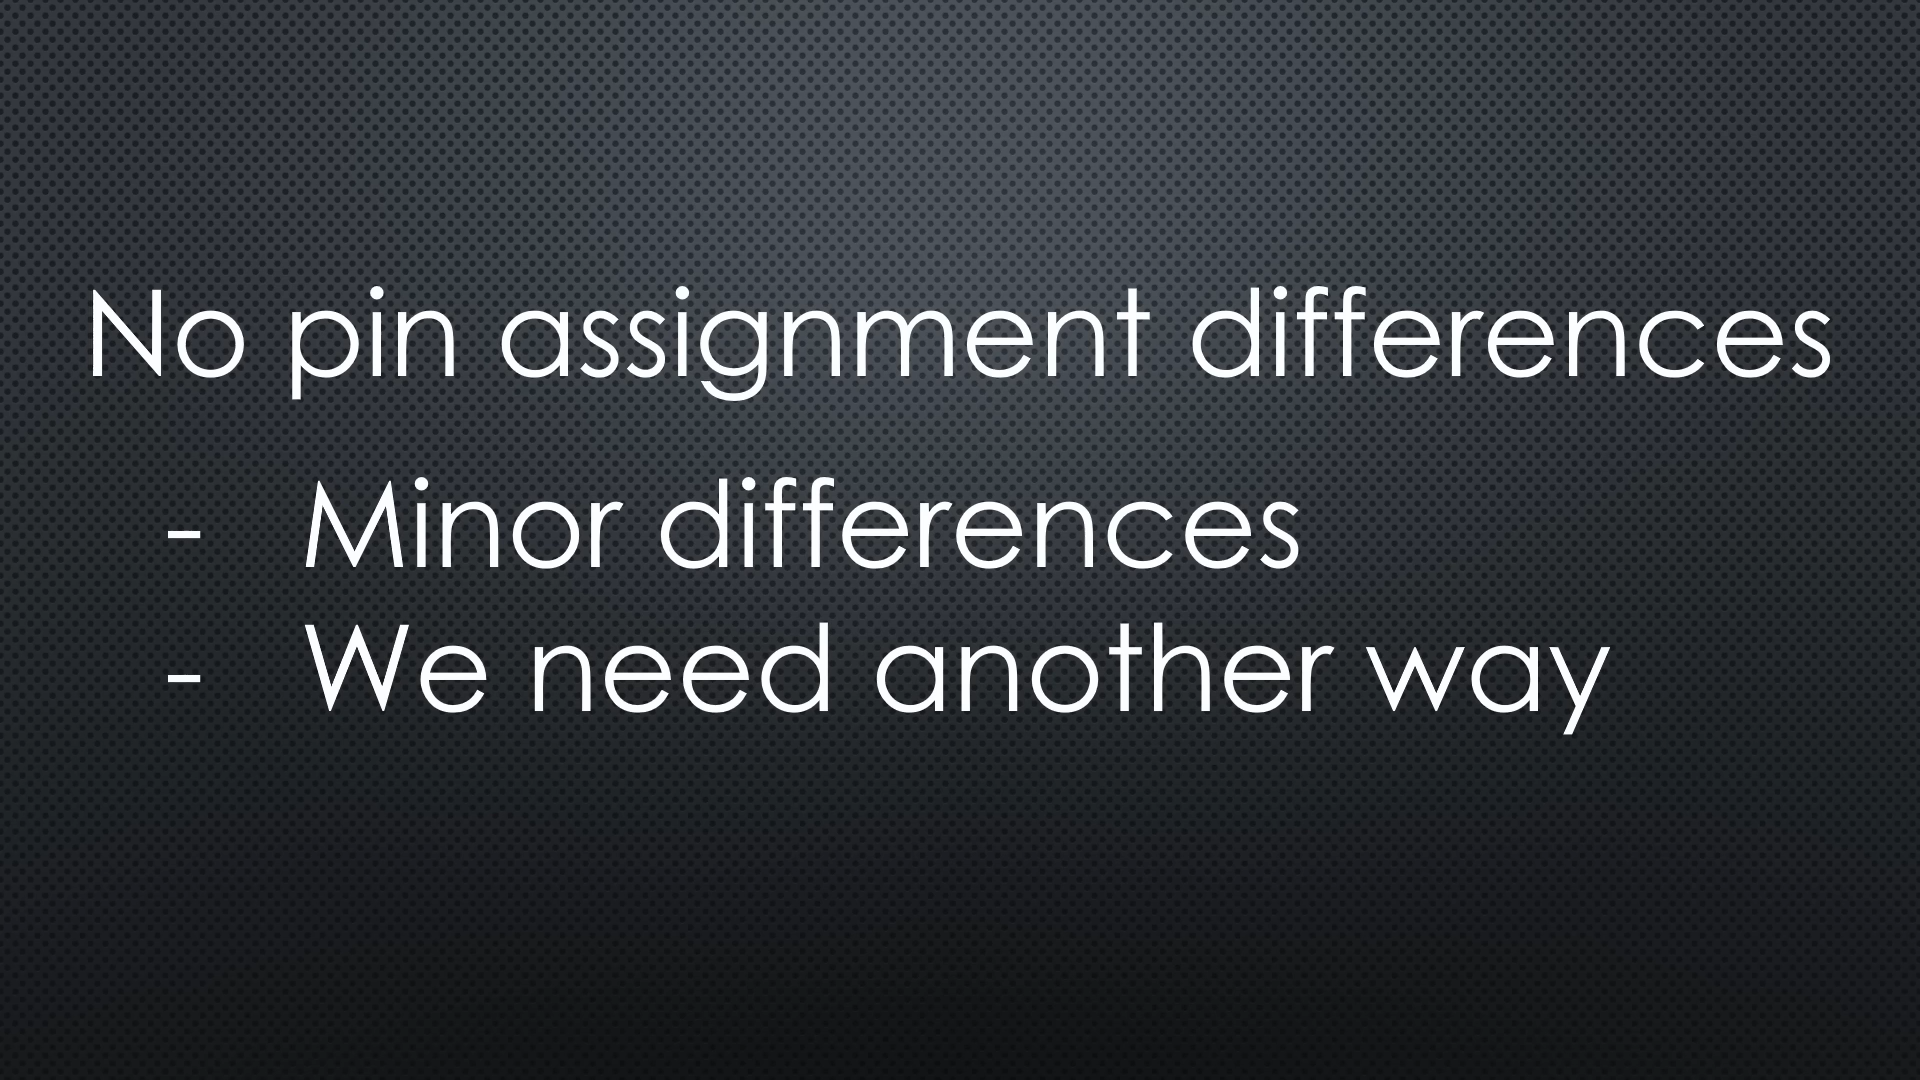 No pin assignment differences
- Minor differences
- We need another way